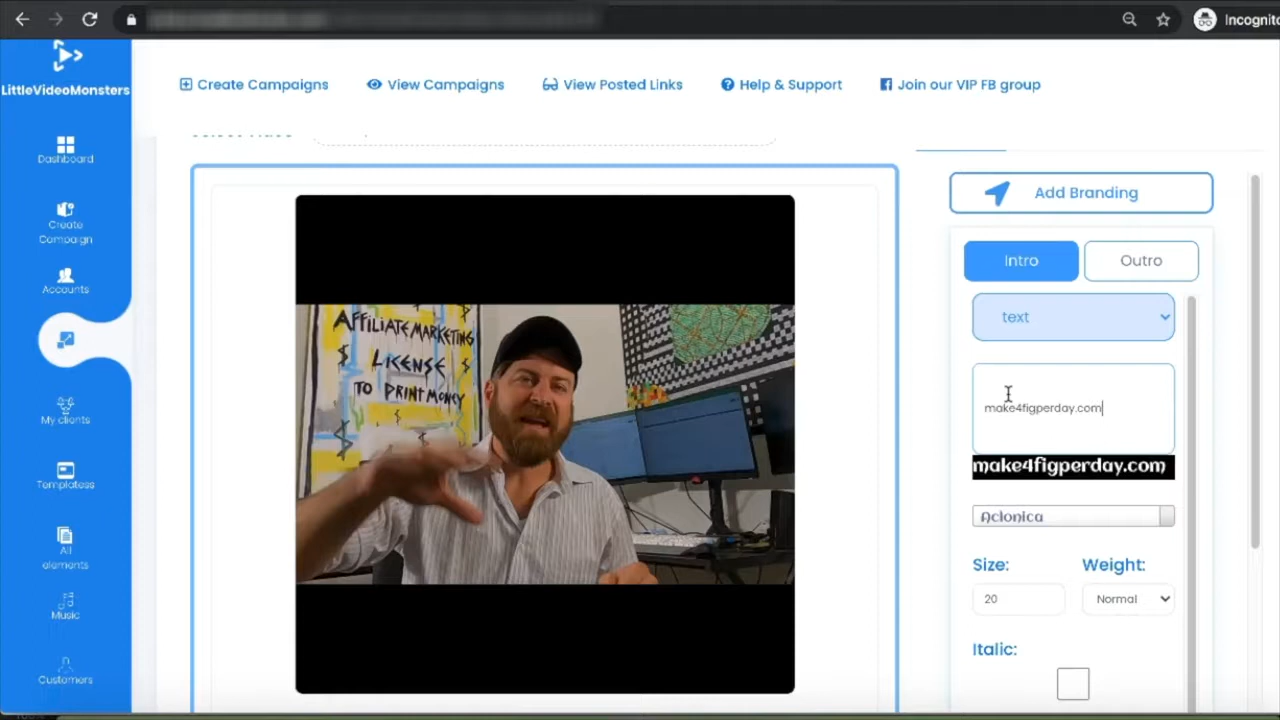 Incognito
LittleVideoMonsters
Create Campaigns
View Campaigns
View Posted Links
Help & Support
Join our VIP FB group
Dashboard
Create
Campaign
Accounts
My clients
Templatess
All
elements
Music
Customers
AFFILIATE MARKETING
LICENSE
TO PRINT MONEY
Add Branding
Intro
Outro
text
make4figperday.com
make4figperday.com
Aclonica
Size:
Weight:
20
Normal
Italic: